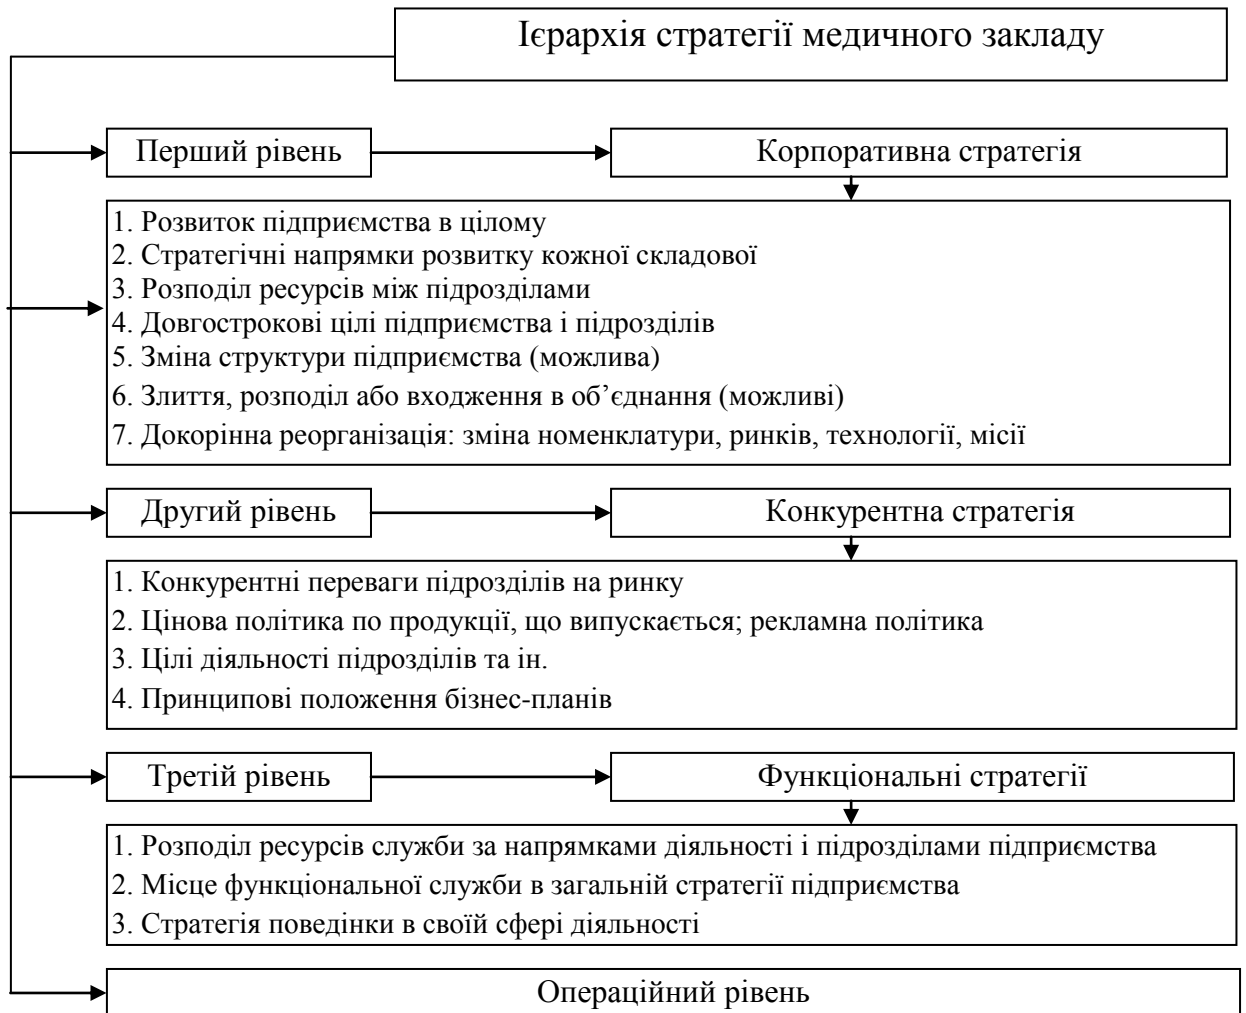 Ієрархія стратегії медичного закладу
Перший рівень
Корпоративна стратегія
1. Розвиток підприємства в цілому
2. Стратегічні напрямки розвитку кожної складової
3. Розподіл ресурсів між підрозділами
4. Довгострокові цілі підприємства і підрозділів
5. Зміна структури підприємства (можлива)
6. Злиття, розподіл або входження в об’єднання (можливі)
7. Докорінна реорганізація: зміна номенклатури, ринків, технології, місії
Другий рівень
Конкурентна стратегія
1. Конкурентні переваги підрозділів на ринку
2. Цінова політика по продукції, що випускається; рекламна політика
3. Цілі діяльності підрозділів та ін.
4. Принципові положення бізнес-планів
Третій рівень
Функціональні стратегії
1. Розподіл ресурсів служби за напрямками діяльності і підрозділами підприємства
2. Місце функціональної служби в загальній стратегії підприємства
3. Стратегія поведінки в своїй сфері діяльності
Операційний рівень